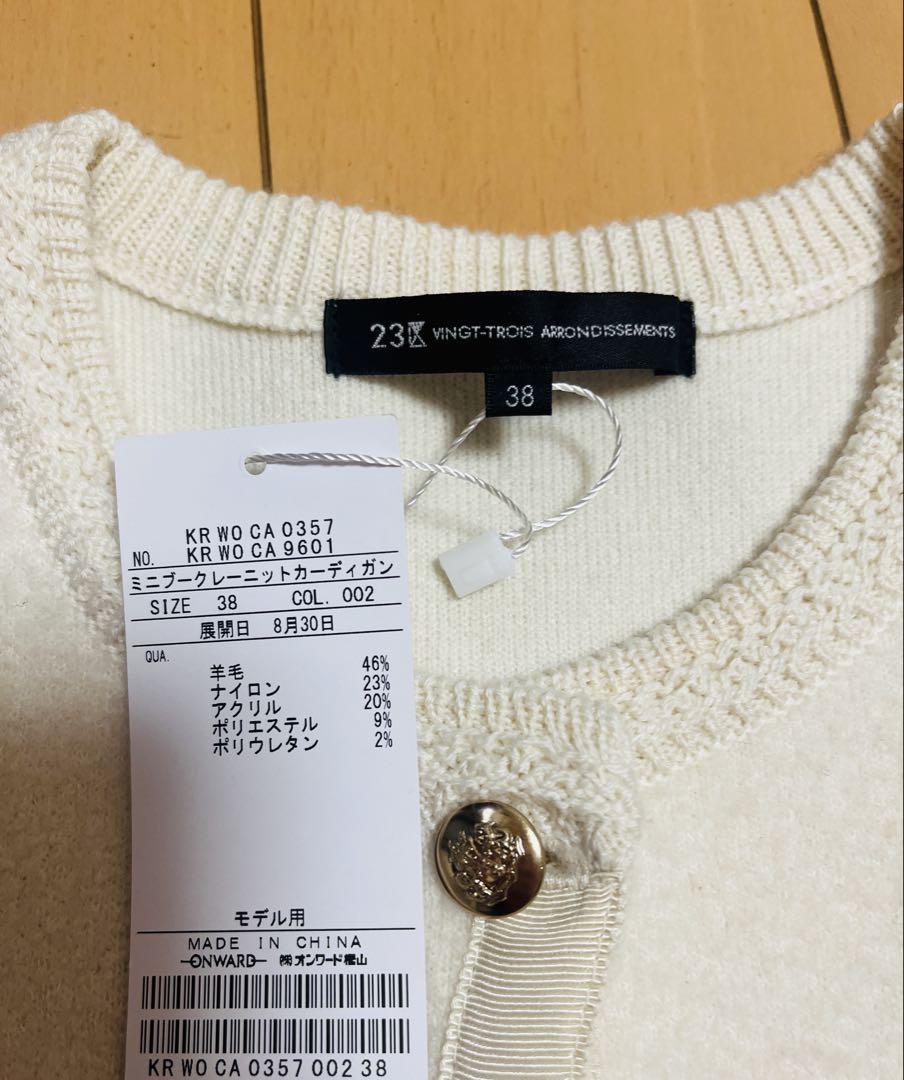 23区 VINGT-TROIS ARRONDISSEMENTS
38
KR WO CA 0357
NO. KR WO CA 9601
ミニブークレーニットカーディガン
SIZE 38 COL. 002
展開日 8月30日
QUA.
羊毛 46%
ナイロン 23%
アクリル 20%
ポリエステル 9%
ポリウレタン 2%
モデル用
MADE IN CHINA
ONWARD ㈱オンワード樫山
KR WO CA 0357 002 38